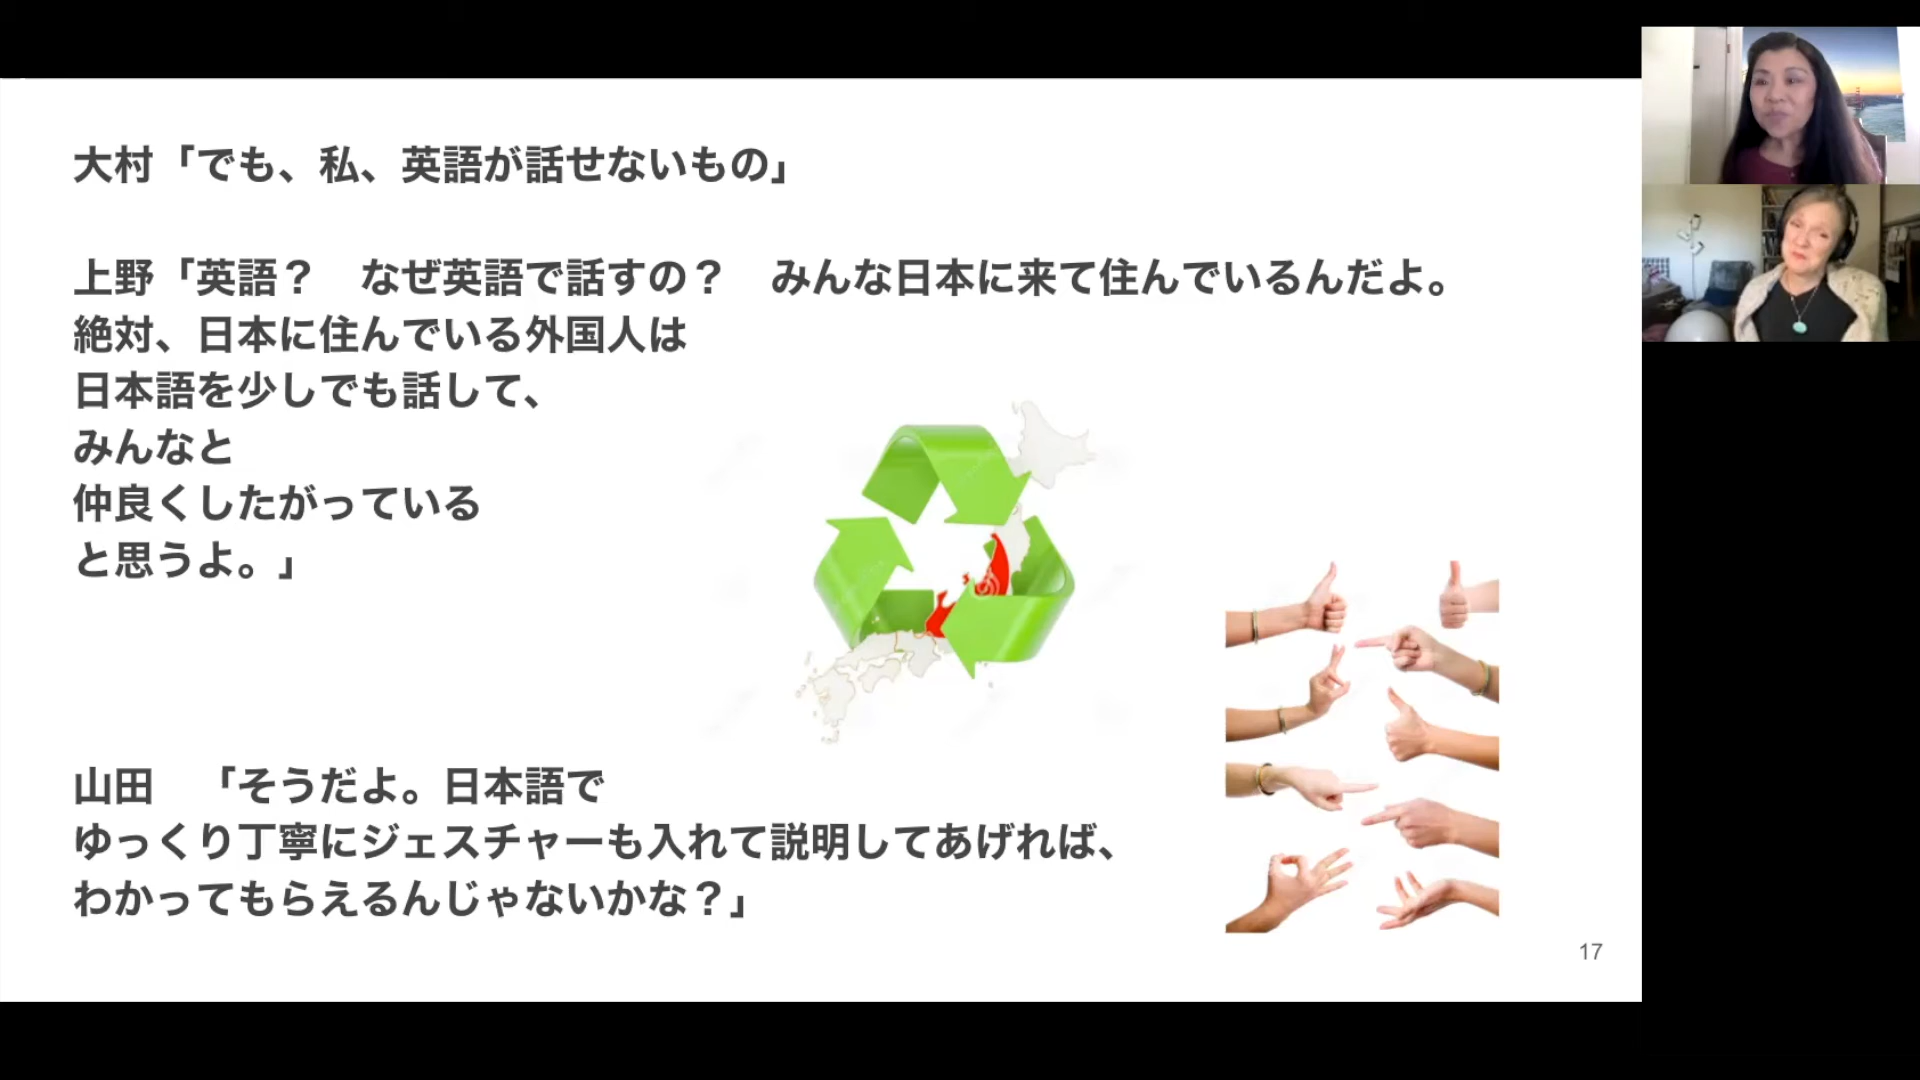 大村「でも、私、英語が話せないもの」
上野「英語？　なぜ英語で話すの？　みんな日本に来て住んでいるんだよ。
絶対、日本に住んでいる外国人は
日本語を少しでも話して、
みんなと
仲良くしたがっている
と思うよ。」
山田　「そうだよ。日本語で
ゆっくり丁寧にジェスチャーも入れて説明してあげれば、
わかってもらえるんじゃないかな？」
17